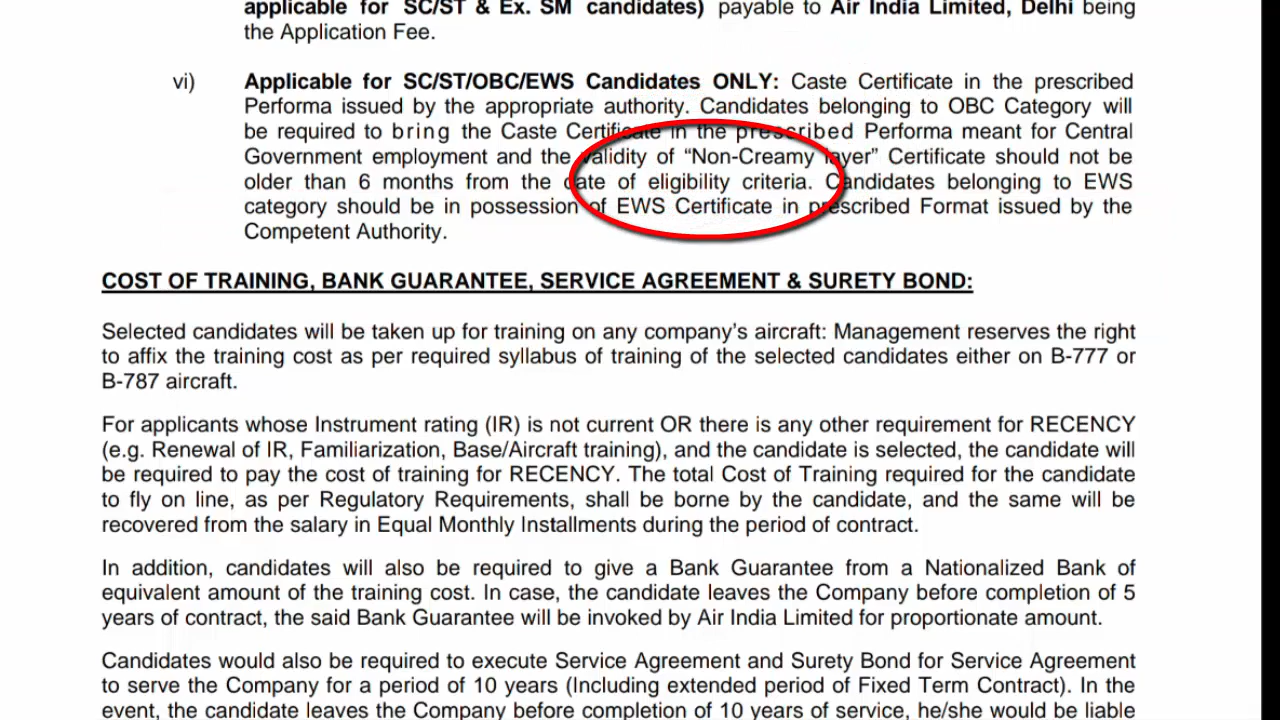 applicable for SC/ST & Ex. SM candidates) payable to Air India Limited, Delhi being
the Application Fee.
vi) Applicable for SC/ST/OBC/EWS Candidates ONLY: Caste Certificate in the prescribed
Performa issued by the appropriate authority. Candidates belonging to OBC Category will
be required to bring the Caste Certificate in the prescribed Performa meant for Central
Government employment and the validity of “Non-Creamy layer” Certificate should not be
older than 6 months from the date of eligibility criteria. Candidates belonging to EWS
category should be in possession of EWS Certificate in prescribed Format issued by the
Competent Authority.
COST OF TRAINING, BANK GUARANTEE, SERVICE AGREEMENT & SURETY BOND:
Selected candidates will be taken up for training on any company’s aircraft: Management reserves the right
to affix the training cost as per required syllabus of training of the selected candidates either on B-777 or
B-787 aircraft.
For applicants whose Instrument rating (IR) is not current OR there is any other requirement for RECENCY
(e.g. Renewal of IR, Familiarization, Base/Aircraft training), and the candidate is selected, the candidate will
be required to pay the cost of training for RECENCY. The total Cost of Training required for the candidate
to fly on line, as per Regulatory Requirements, shall be borne by the candidate, and the same will be
recovered from the salary in Equal Monthly Installments during the period of contract.
In addition, candidates will also be required to give a Bank Guarantee from a Nationalized Bank of
equivalent amount of the training cost. In case, the candidate leaves the Company before completion of 5
years of contract, the said Bank Guarantee will be invoked by Air India Limited for proportionate amount.
Candidates would also be required to execute Service Agreement and Surety Bond for Service Agreement
to serve the Company for a period of 10 years (Including extended period of Fixed Term Contract). In the
event, the candidate leaves the Company before completion of 10 years of service, he/she would be liable